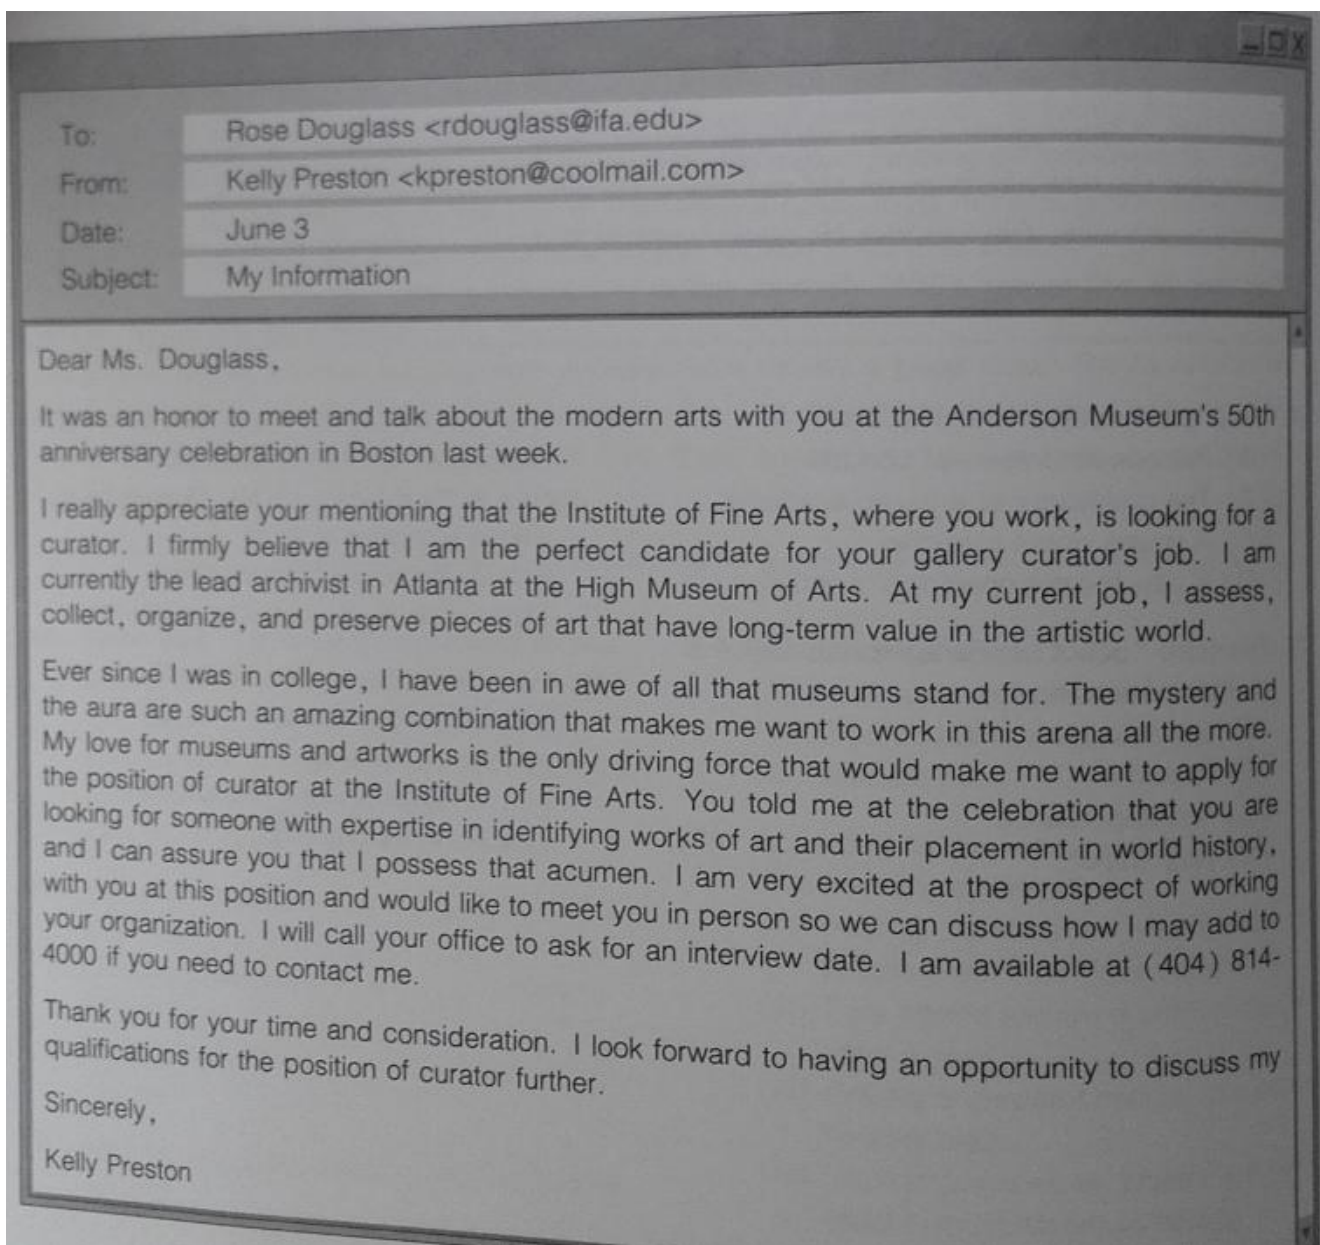 To: Rose Douglass <rdouglass@ifa.edu>
From: Kelly Preston <kpreston@coolmail.com>
Date: June 3
Subject: My Information
Dear Ms. Douglass,
It was an honor to meet and talk about the modern arts with you at the Anderson Museum's 50th
anniversary celebration in Boston last week.
I really appreciate your mentioning that the Institute of Fine Arts, where you work, is looking for a
curator. I firmly believe that I am the perfect candidate for your gallery curator's job. I am
currently the lead archivist in Atlanta at the High Museum of Arts. At my current job, I assess,
collect, organize, and preserve pieces of art that have long-term value in the artistic world.
Ever since I was in college, I have been in awe of all that museums stand for. The mystery and
the aura are such an amazing combination that makes me want to work in this arena all the more.
My love for museums and artworks is the only driving force that would make me want to apply for
the position of curator at the Institute of Fine Arts. You told me at the celebration that you are
looking for someone with expertise in identifying works of art and their placement in world history,
and I can assure you that I possess that acumen. I am very excited at the prospect of working
with you at this position and would like to meet you in person so we can discuss how I may add to
your organization. I will call your office to ask for an interview date. I am available at (404) 814-
4000 if you need to contact me.
Thank you for your time and consideration. I look forward to having an opportunity to discuss my
qualifications for the position of curator further.
Sincerely,
Kelly Preston